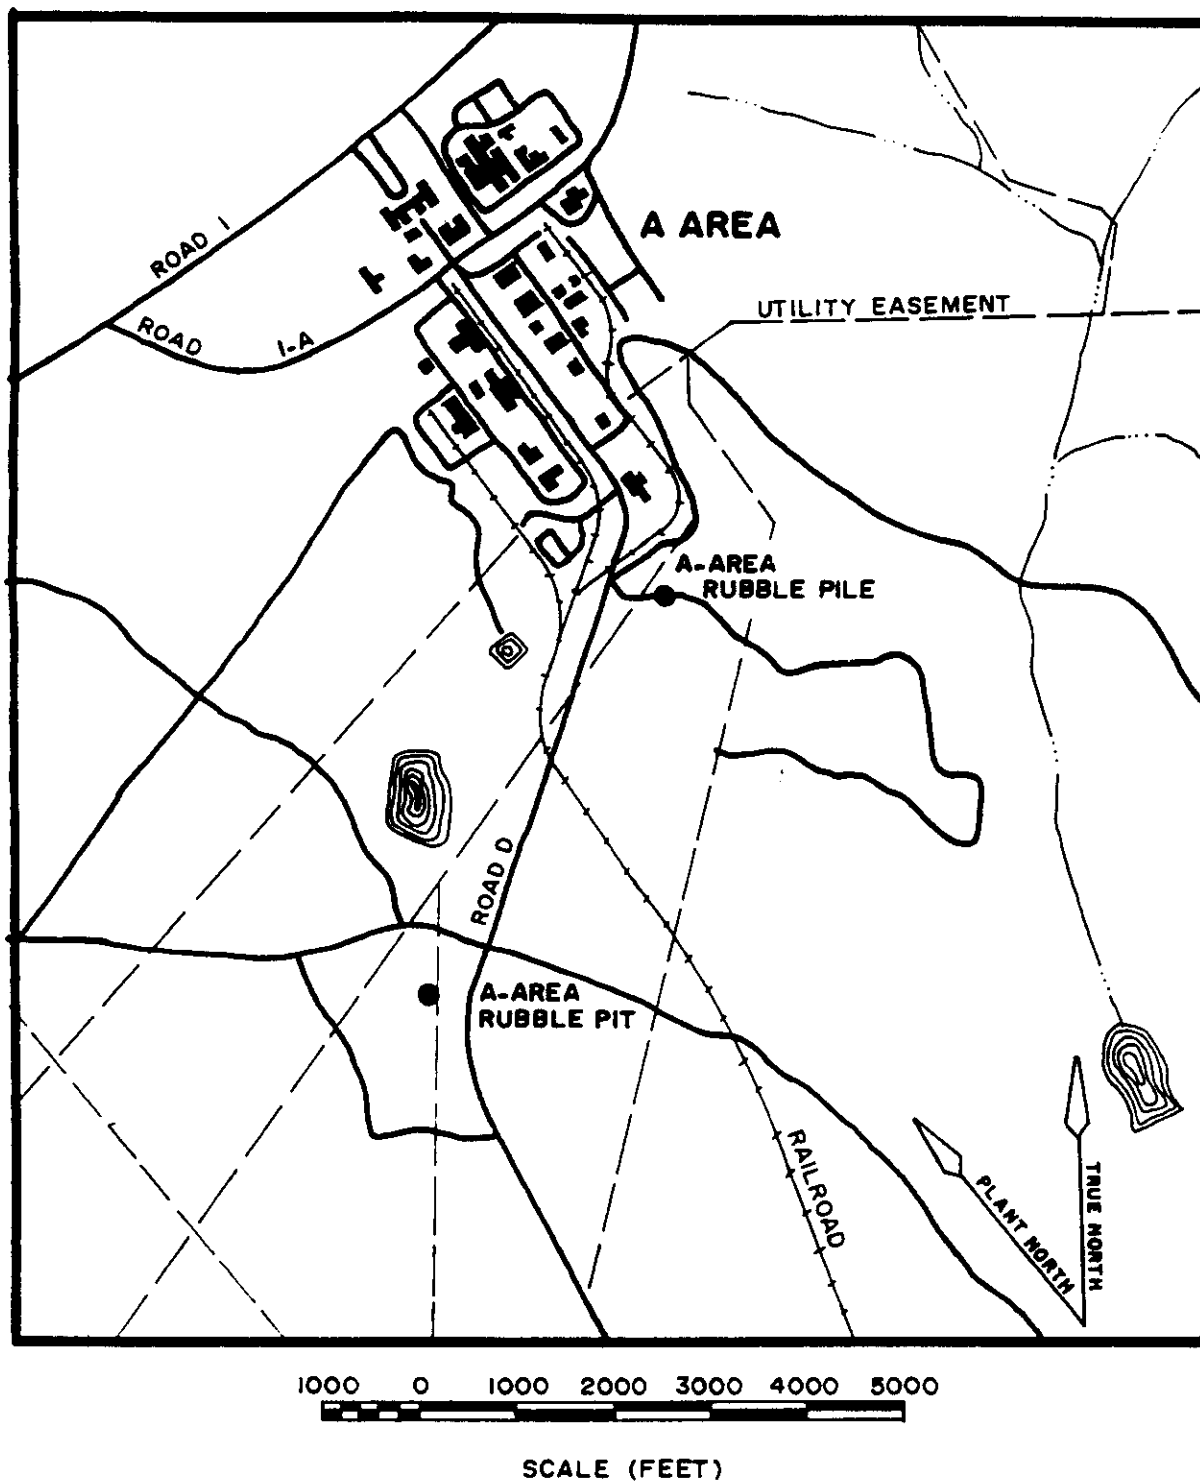 A AREA
ROAD 1
ROAD 1-A
UTILITY EASEMENT
A-AREA
RUBBLE PILE
ROAD D
A-AREA
RUBBLE PIT
RAILROAD
PLANT NORTH
TRUE NORTH
1000 0 1000 2000 3000 4000 5000
SCALE (FEET)